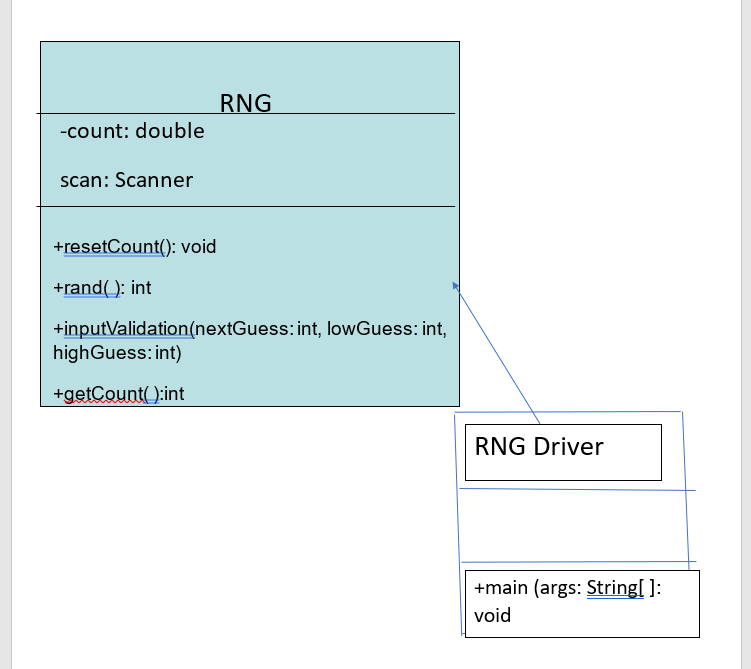 RNG
-count: double
scan: Scanner
+resetCount(): void
+rand( ): int
+inputValidation(nextGuess: int, lowGuess: int,
highGuess: int)
+getCount( ):int
RNG Driver
+main (args: String[ ]:
void